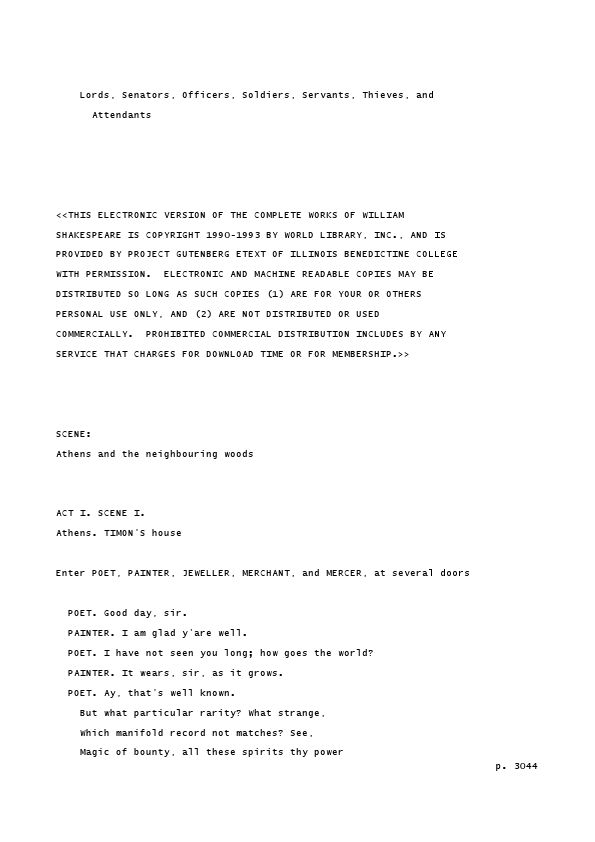 Lords, Senators, Officers, Soldiers, Servants, Thieves, and
Attendants
<<THIS ELECTRONIC VERSION OF THE COMPLETE WORKS OF WILLIAM
SHAKESPEARE IS COPYRIGHT 1990-1993 BY WORLD LIBRARY, INC., AND IS
PROVIDED BY PROJECT GUTENBERG ETEXT OF ILLINOIS BENEDICTINE COLLEGE
WITH PERMISSION.  ELECTRONIC AND MACHINE READABLE COPIES MAY BE
DISTRIBUTED SO LONG AS SUCH COPIES (1) ARE FOR YOUR OR OTHERS
PERSONAL USE ONLY, AND (2) ARE NOT DISTRIBUTED OR USED
COMMERCIALLY.  PROHIBITED COMMERCIAL DISTRIBUTION INCLUDES BY ANY
SERVICE THAT CHARGES FOR DOWNLOAD TIME OR FOR MEMBERSHIP.>>
SCENE:
Athens and the neighbouring woods
ACT I. SCENE I.
Athens. TIMON'S house
Enter POET, PAINTER, JEWELLER, MERCHANT, and MERCER, at several doors
POET. Good day, sir.
PAINTER. I am glad y'are well.
POET. I have not seen you long; how goes the world?
PAINTER. It wears, sir, as it grows.
POET. Ay, that's well known.
But what particular rarity? What strange,
Which manifold record not matches? See,
Magic of bounty, all these spirits thy power
p. 3044